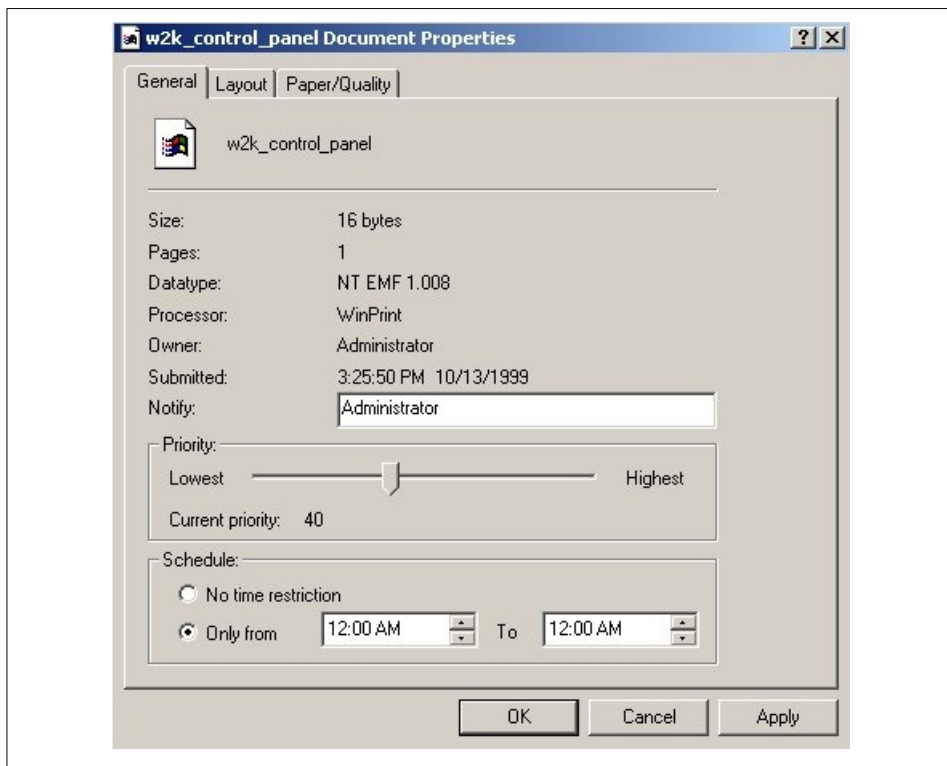 w2k_control_panel Document Properties
General Layout Paper/Quality
w2k_control_panel
Size: 16 bytes
Pages: 1
Datatype: NT EMF 1.008
Processor: WinPrint
Owner: Administrator
Submitted: 3:25:50 PM 10/13/1999
Notify: Administrator
Priority:
Lowest Highest
Current priority: 40
Schedule:
No time restriction
Only from 12:00 AM To 12:00 AM
OK Cancel Apply